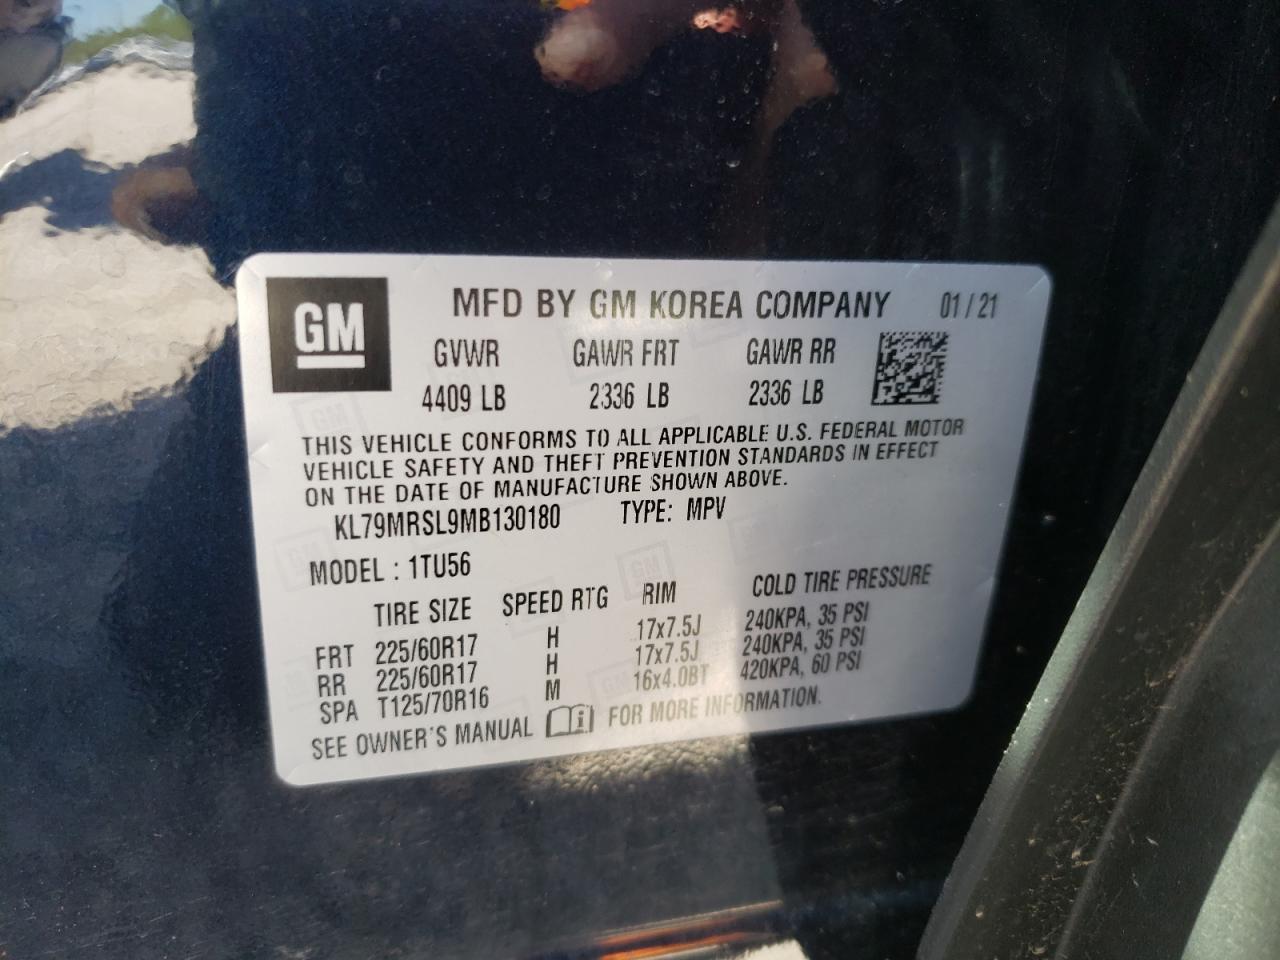 GM
MFD BY GM KOREA COMPANY 01/21
GVWR GAWR FRT GAWR RR
4409 LB 2336 LB 2336 LB
THIS VEHICLE CONFORMS TO ALL APPLICABLE U.S. FEDERAL MOTOR
VEHICLE SAFETY AND THEFT PREVENTION STANDARDS IN EFFECT
ON THE DATE OF MANUFACTURE SHOWN ABOVE.
KL79MRSL9MB130180 TYPE: MPV
MODEL : 1TU56
TIRE SIZE SPEED RTG RIM COLD TIRE PRESSURE
FRT 225/60R17 H 17x7.5J 240KPA, 35 PSI
RR 225/60R17 H 17x7.5J 240KPA, 35 PSI
SPA T125/70R16 M 16x4.0BT 420KPA, 60 PSI
SEE OWNER'S MANUAL i FOR MORE INFORMATION.